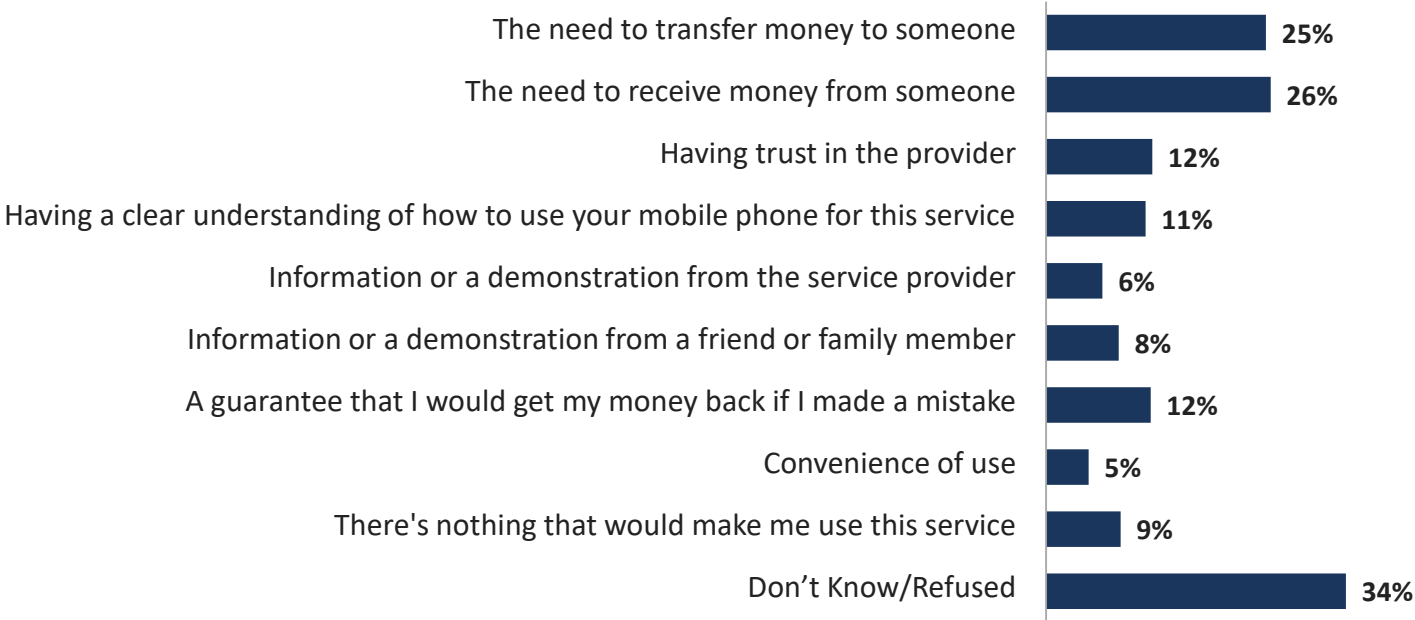 The need to transfer money to someone 25%
The need to receive money from someone 26%
Having trust in the provider 12%
Having a clear understanding of how to use your mobile phone for this service 11%
Information or a demonstration from the service provider 6%
Information or a demonstration from a friend or family member 8%
A guarantee that I would get my money back if I made a mistake 12%
Convenience of use 5%
There's nothing that would make me use this service 9%
Don’t Know/Refused 34%